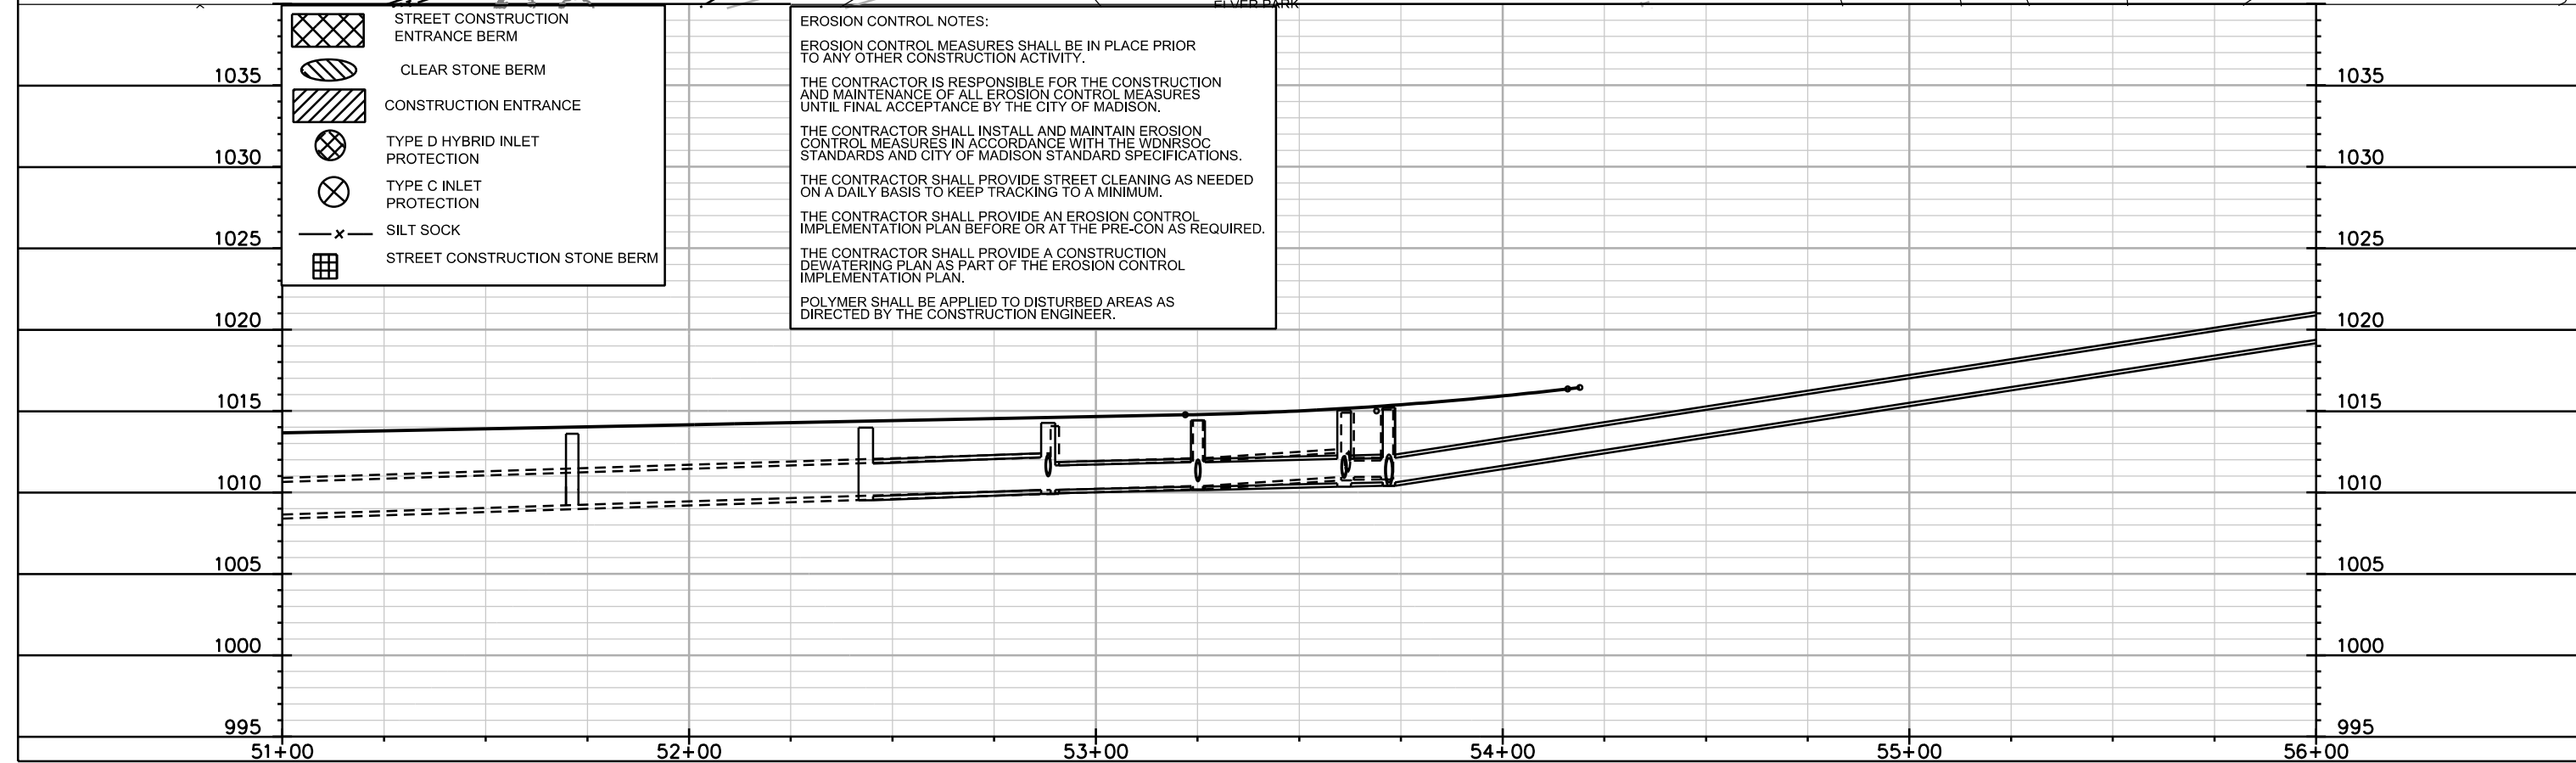 ELVER PARK
STREET CONSTRUCTION
ENTRANCE BERM
CLEAR STONE BERM
CONSTRUCTION ENTRANCE
TYPE D HYBRID INLET
PROTECTION
TYPE C INLET
PROTECTION
SILT SOCK
STREET CONSTRUCTION STONE BERM
EROSION CONTROL NOTES:
EROSION CONTROL MEASURES SHALL BE IN PLACE PRIOR
TO ANY OTHER CONSTRUCTION ACTIVITY.
THE CONTRACTOR IS RESPONSIBLE FOR THE CONSTRUCTION
AND MAINTENANCE OF ALL EROSION CONTROL MEASURES
UNTIL FINAL ACCEPTANCE BY THE CITY OF MADISON.
THE CONTRACTOR SHALL INSTALL AND MAINTAIN EROSION
CONTROL MEASURES IN ACCORDANCE WITH THE WDNRSOC
STANDARDS AND CITY OF MADISON STANDARD SPECIFICATIONS.
THE CONTRACTOR SHALL PROVIDE STREET CLEANING AS NEEDED
ON A DAILY BASIS TO KEEP TRACKING TO A MINIMUM.
THE CONTRACTOR SHALL PROVIDE AN EROSION CONTROL
IMPLEMENTATION PLAN BEFORE OR AT THE PRE-CON AS REQUIRED.
THE CONTRACTOR SHALL PROVIDE A CONSTRUCTION
DEWATERING PLAN AS PART OF THE EROSION CONTROL
IMPLEMENTATION PLAN.
POLYMER SHALL BE APPLIED TO DISTURBED AREAS AS
DIRECTED BY THE CONSTRUCTION ENGINEER.
1035
1030
1025
1020
1015
1010
1005
1000
995
1035
1030
1025
1020
1015
1010
1005
1000
995
51+00
52+00
53+00
54+00
55+00
56+00